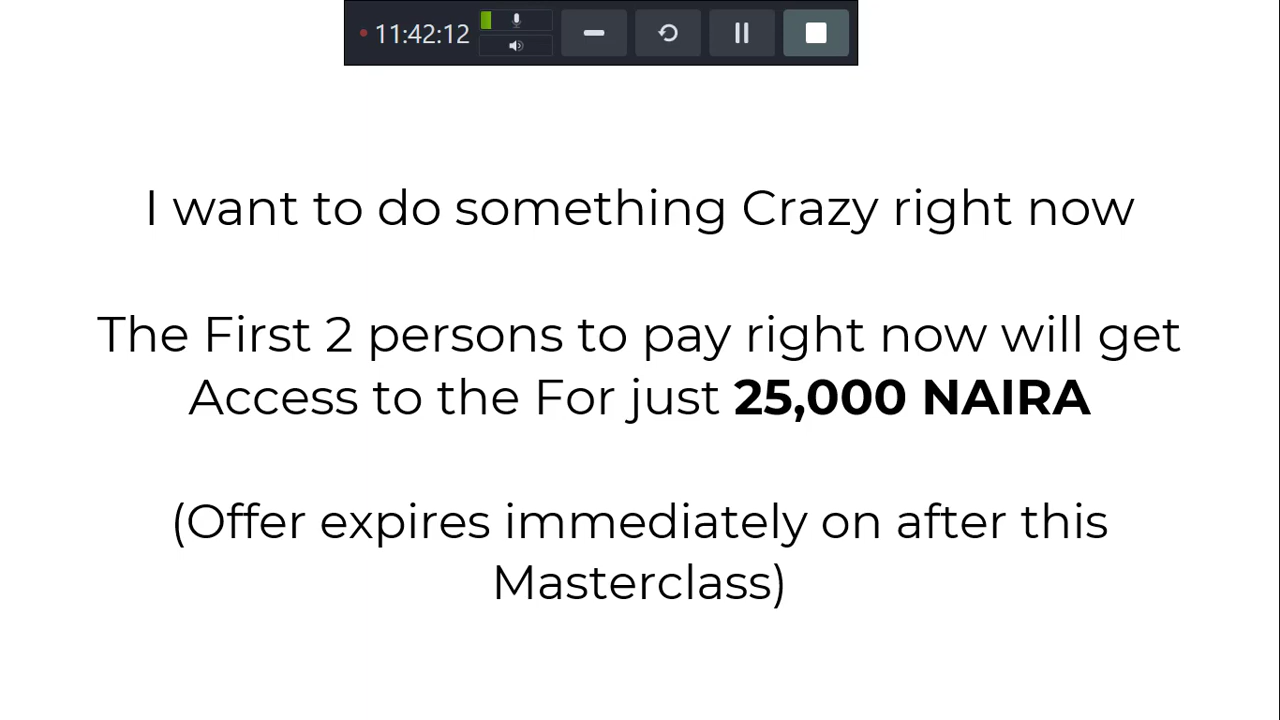 11:42:12
I want to do something Crazy right now
The First 2 persons to pay right now will get
Access to the For just 25,000 NAIRA
(Offer expires immediately on after this
Masterclass)